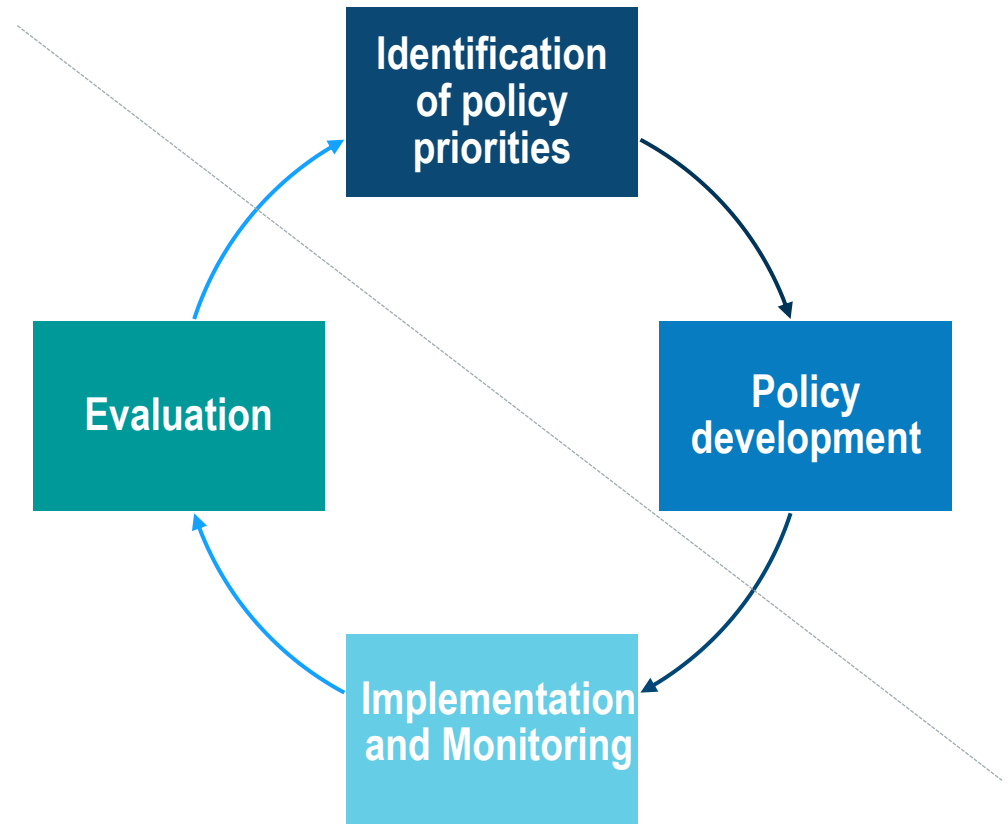 Identification
of policy
priorities
Evaluation
Policy
development
Implementation
and Monitoring